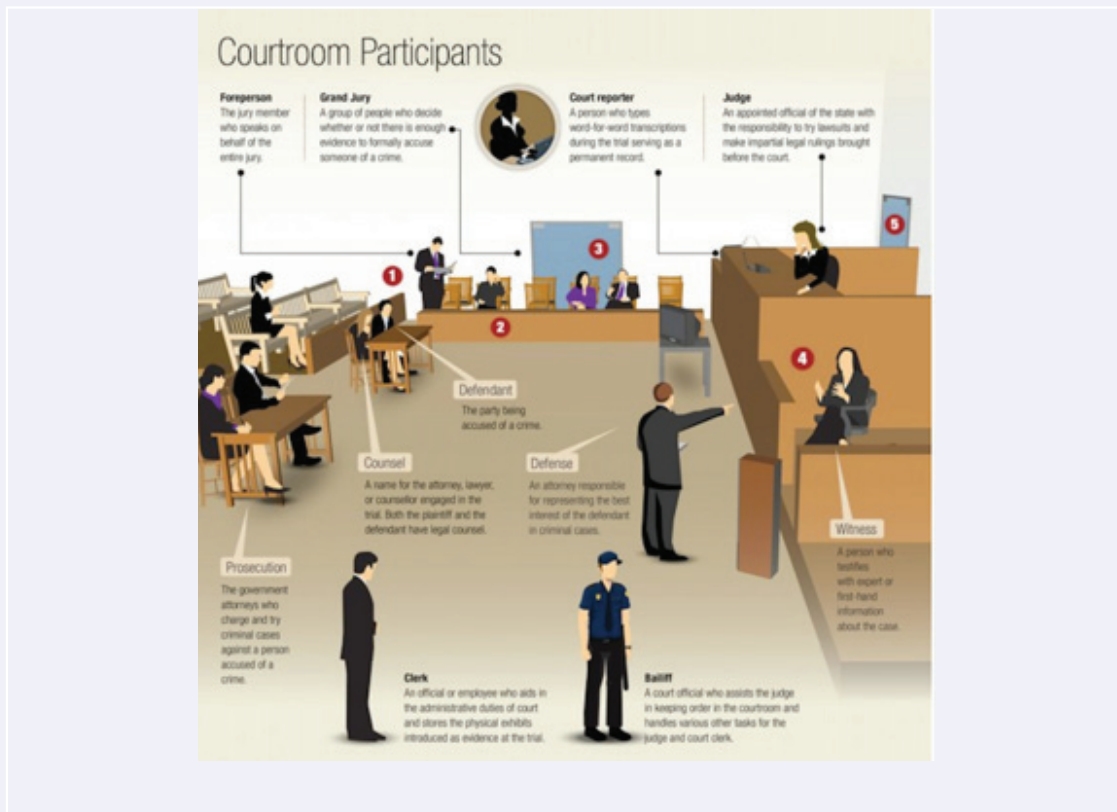 Courtroom Participants
Foreperson
The jury member
who speaks on
behalf of the
entire jury.
Grand Jury
A group of people who decide
whether or not there is enough
evidence to formally accuse
someone of a crime.
Court reporter
A person who types
word-for-word transcriptions
during the trial serving as a
permanent record.
Judge
An appointed official of the state with
the responsibility to try lawsuits and
make impartial legal rulings brought
before the court.
5
3
1
2
4
Defendant
The party being
accused of a crime.
Counsel
A name for the attorney, lawyer,
or counsellor engaged in the
trial. Both the plaintiff and the
defendant have legal counsel.
Defense
An attorney responsible
for representing the best
interest of the defendant
in criminal cases.
Witness
A person who
testifies
with expert or
first-hand
information
about the case.
Prosecution
The government
attorneys who
charge and try
criminal cases
against a person
accused of a
crime.
Clerk
An official or employee who aids in
the administrative duties of court
and stores the physical exhibits
introduced as evidence at the trial.
Bailiff
A court official who assists the judge
in keeping order in the courtroom and
handles various other tasks for the
judge and court clerk.